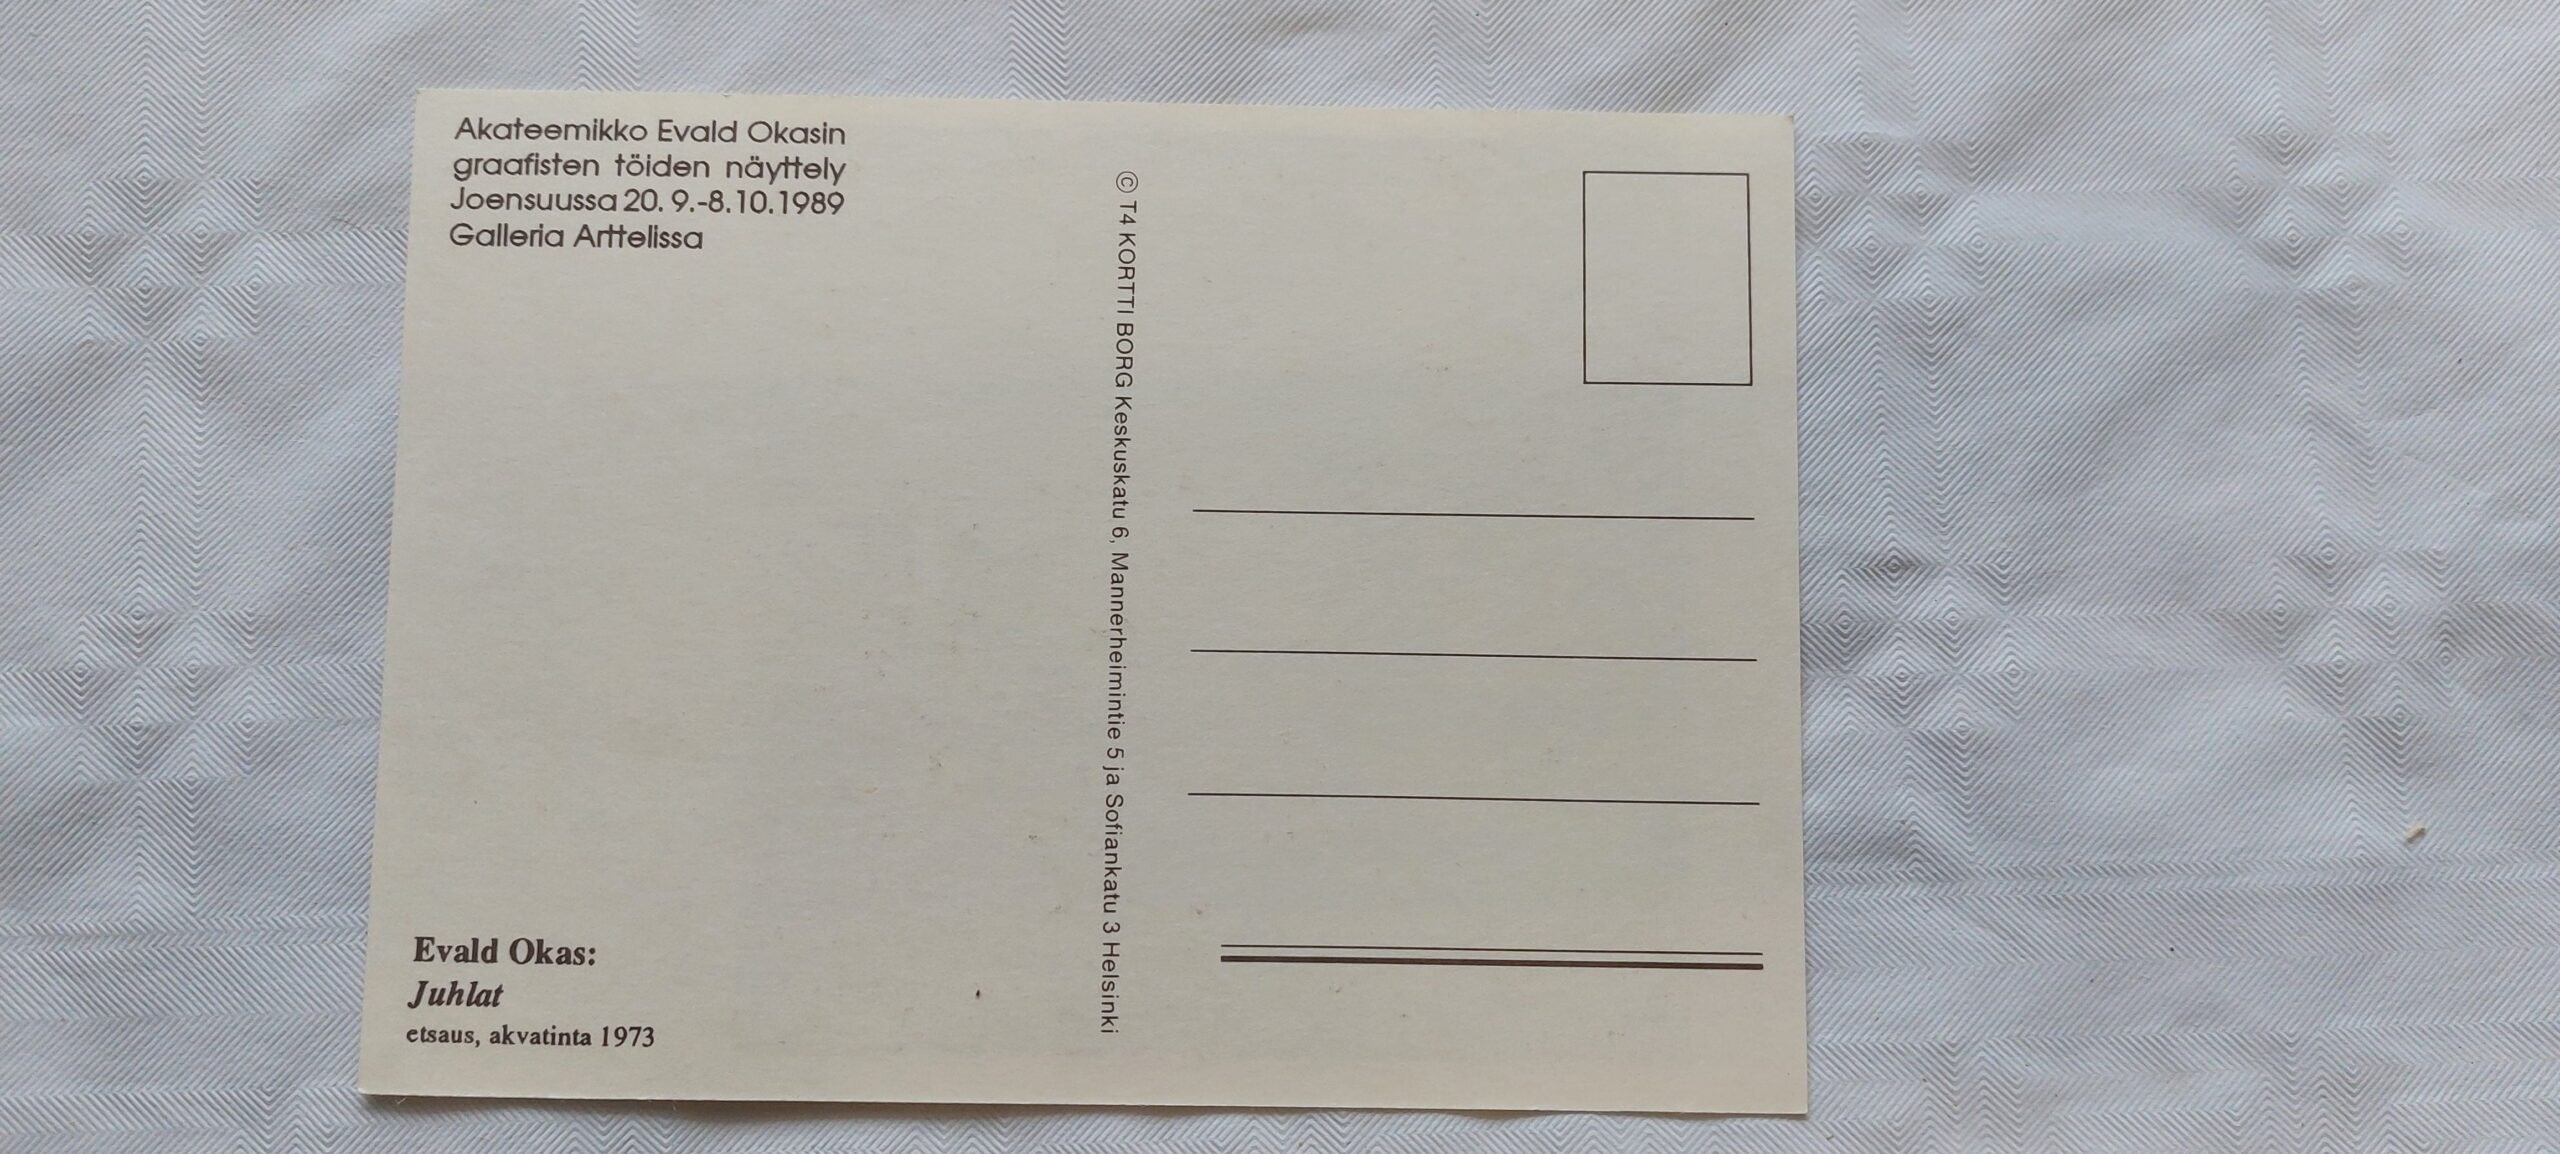 Akateemikko Evald Okasin
graafisten töiden näyttely
Joensuussa 20. 9.-8.10.1989
Galleria Arttelissa
Evald Okas:
Juhlat
etsaus, akvatinta 1973
© T4 KORTTI BORG Keskuskatu 6, Mannerheimintie 5 ja Sofiankatu 3 Helsinki